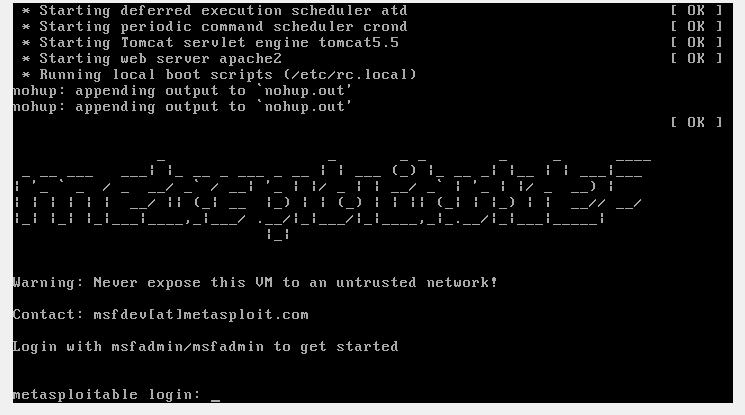 * Starting deferred execution scheduler atd [ OK ]
* Starting periodic command scheduler crond [ OK ]
* Starting Tomcat servlet engine tomcat5.5 [ OK ]
* Starting web server apache2 [ OK ]
* Running local boot scripts (/etc/rc.local)
nohup: appending output to `nohup.out'
nohup: appending output to `nohup.out'
[ OK ]
metasploitable2
Warning: Never expose this VM to an untrusted network!
Contact: msfdev[at]metasploit.com
Login with msfadmin/msfadmin to get started
metasploitable login: _